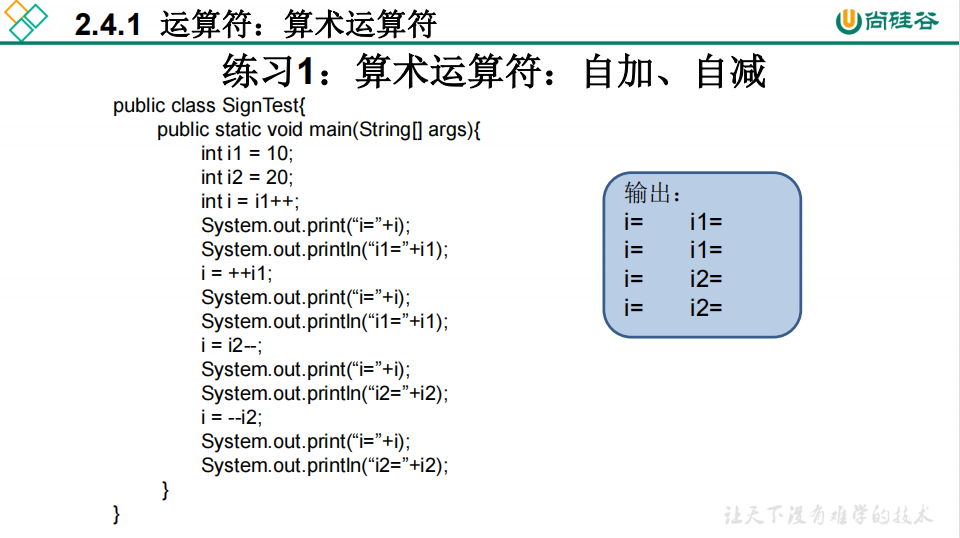 2.4.1 运算符：算术运算符
尚硅谷
练习1：算术运算符：自加、自减
public class SignTest{
public static void main(String[] args){
int i1 = 10;
int i2 = 20;
int i = i1++;
System.out.print(“i=”+i);
System.out.println(“i1=”+i1);
i = ++i1;
System.out.print(“i=”+i);
System.out.println(“i1=”+i1);
i = i2--;
System.out.print(“i=”+i);
System.out.println(“i2=”+i2);
i = --i2;
System.out.print(“i=”+i);
System.out.println(“i2=”+i2);
}
}
输出：
i= i1=
i= i1=
i= i2=
i= i2=
让天下没有难学的技术